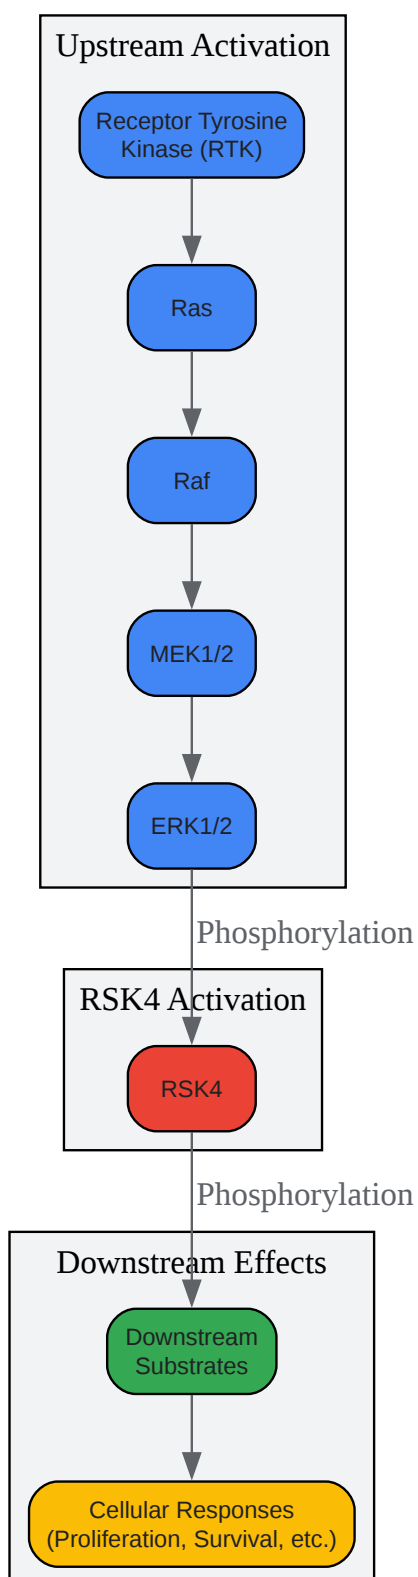 Upstream Activation
Receptor Tyrosine
Kinase (RTK)
Ras
Raf
MEK1/2
ERK1/2
Phosphorylation
RSK4 Activation
RSK4
Phosphorylation
Downstream Effects
Downstream
Substrates
Cellular Responses
(Proliferation, Survival, etc.)